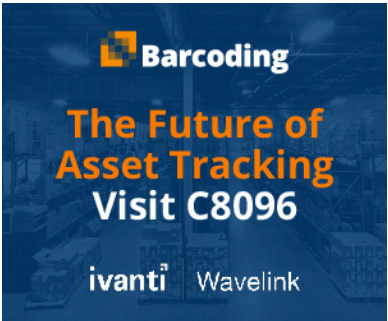 Barcoding
The Future of
Asset Tracking
Visit C8096
ivanti Wavelink